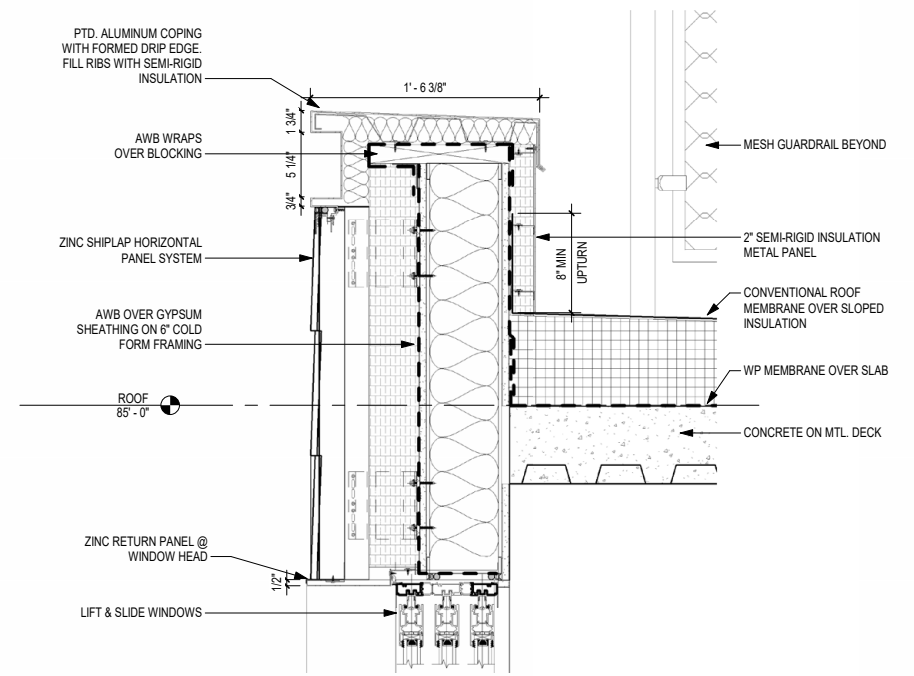 PTD. ALUMINUM COPING
WITH FORMED DRIP EDGE.
FILL RIBS WITH SEMI-RIGID
INSULATION
1' - 6 3/8"
1 3/4"
5 1/4"
3/4"
AWB WRAPS
OVER BLOCKING
ZINC SHIPLAP HORIZONTAL
PANEL SYSTEM
AWB OVER GYPSUM
SHEATHING ON 6" COLD
FORM FRAMING
ROOF
85' - 0"
ZINC RETURN PANEL @
WINDOW HEAD
1/2"
LIFT & SLIDE WINDOWS
MESH GUARDRAIL BEYOND
8" MIN
UPTURN
2" SEMI-RIGID INSULATION
METAL PANEL
CONVENTIONAL ROOF
MEMBRANE OVER SLOPED
INSULATION
WP MEMBRANE OVER SLAB
CONCRETE ON MTL. DECK